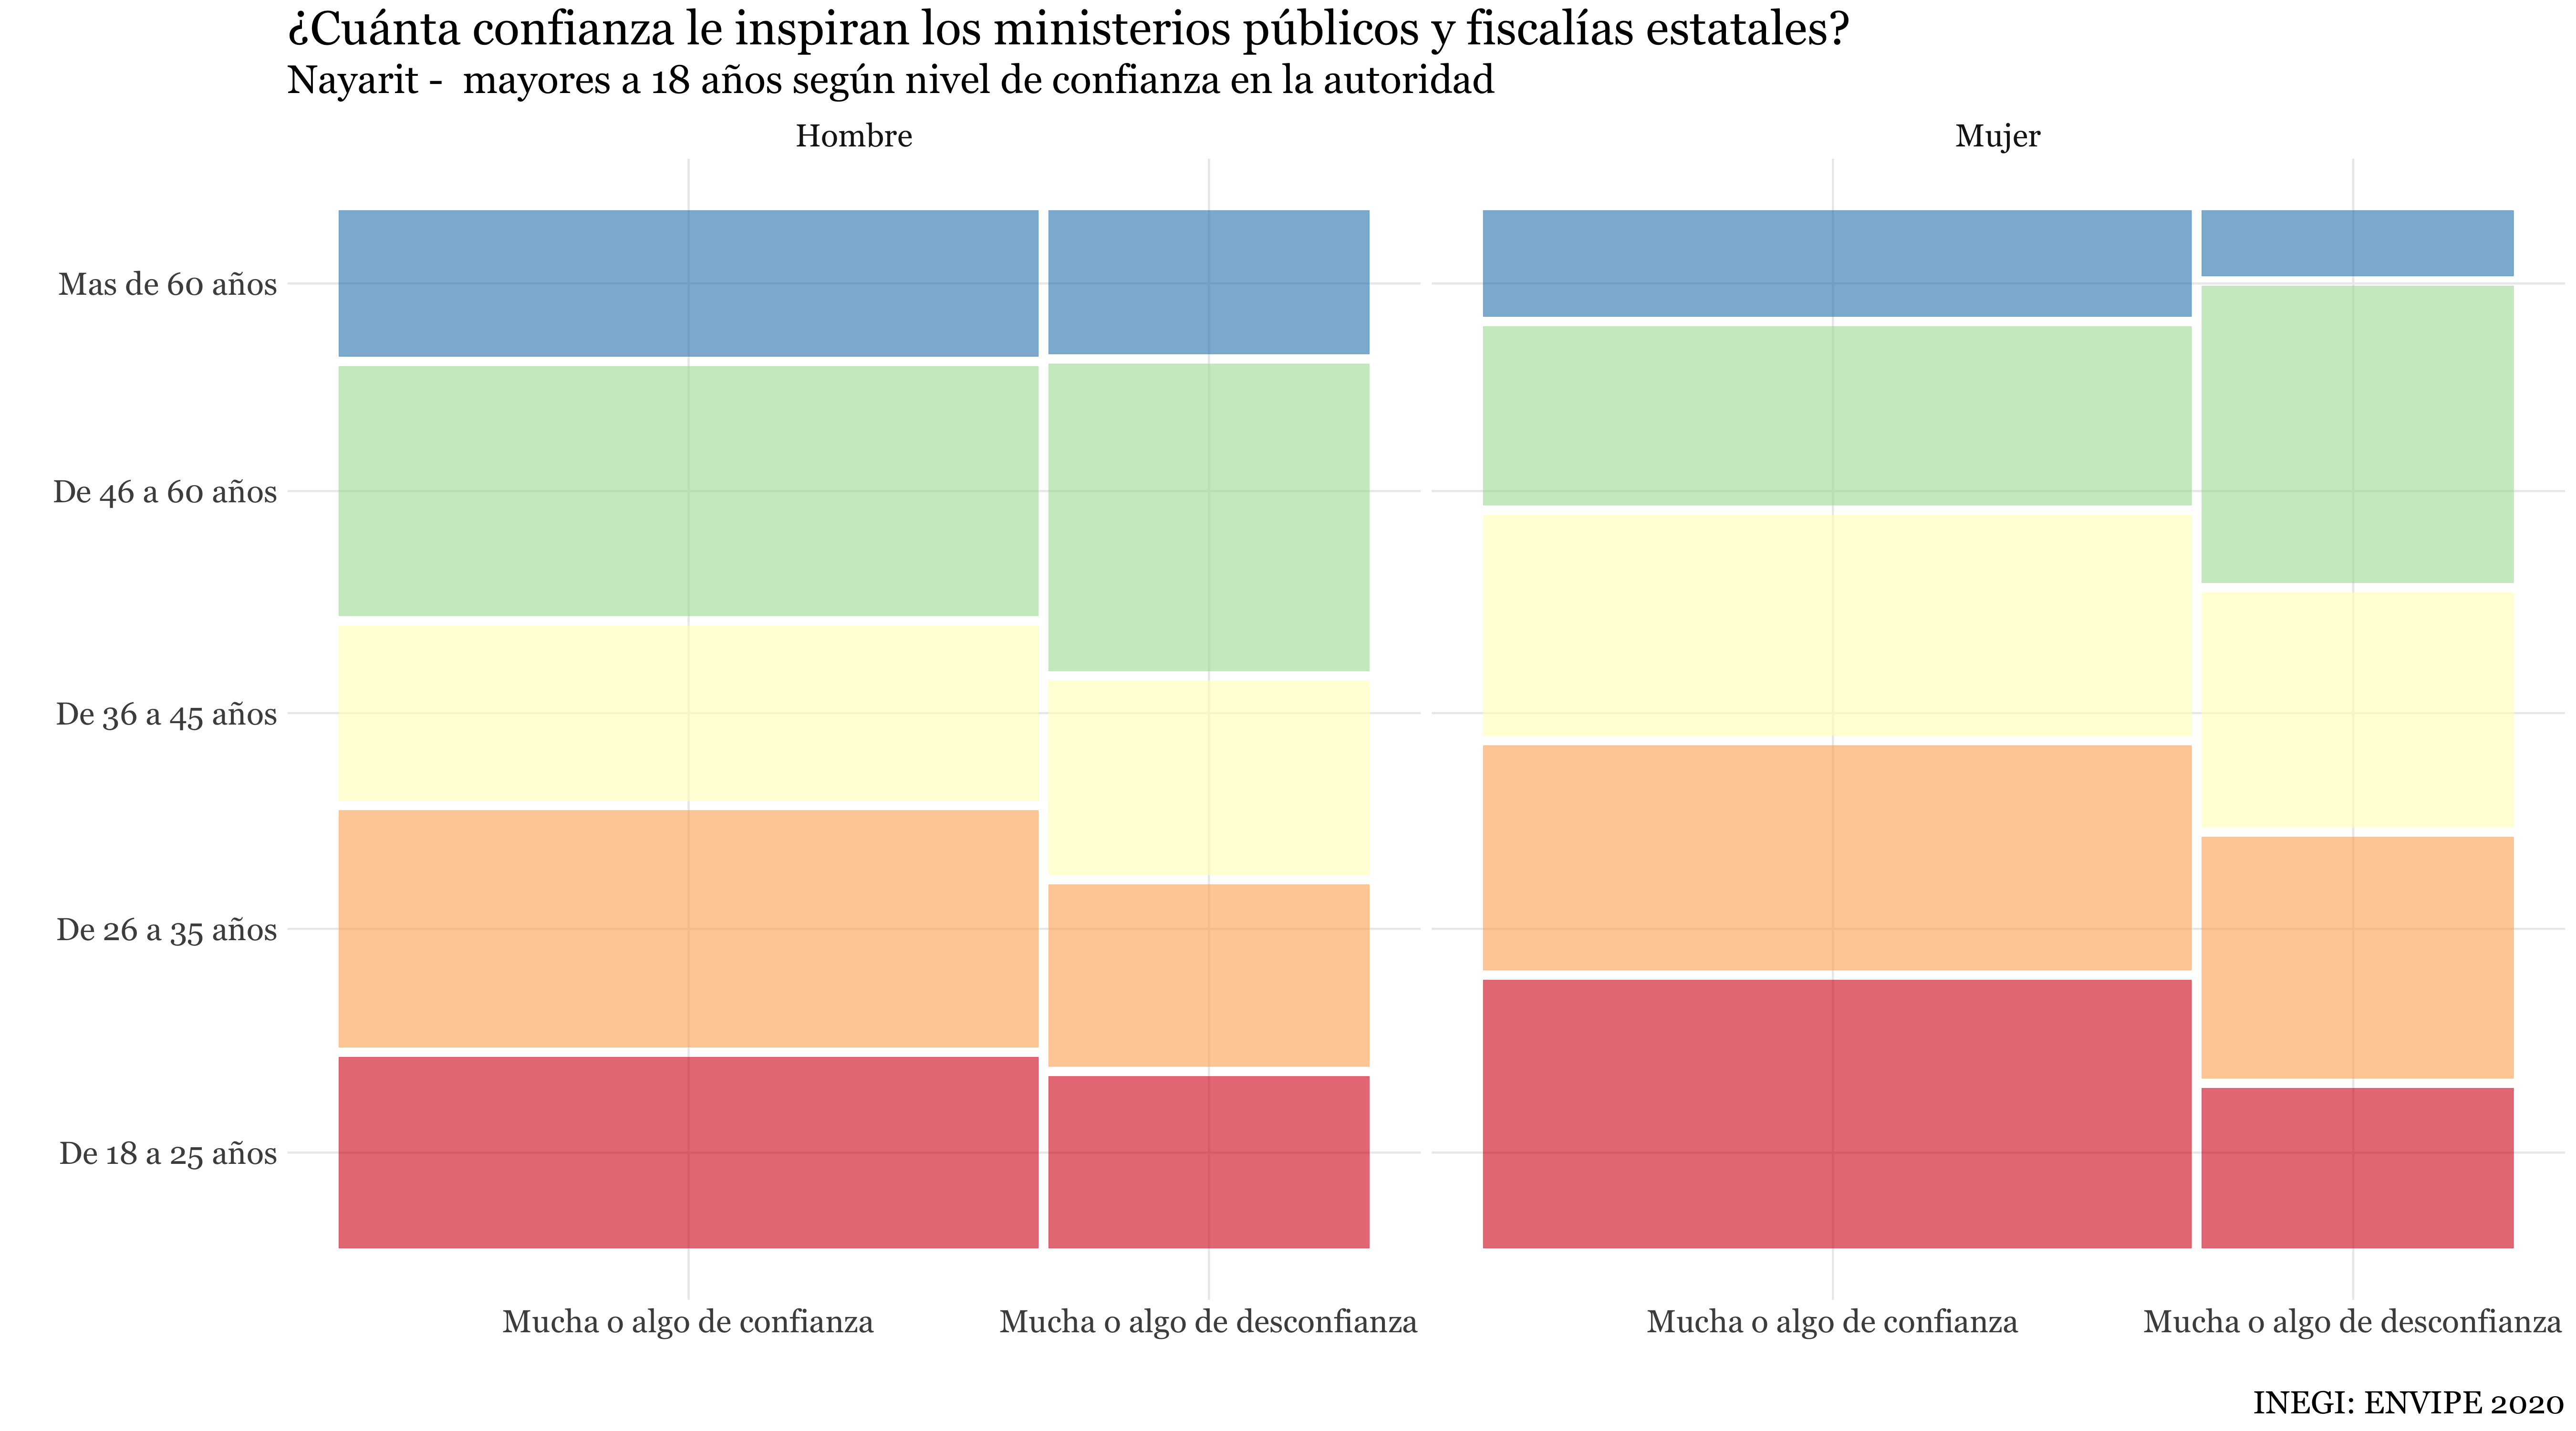 ¿Cuánta confianza le inspiran los ministerios públicos y fiscalías estatales?
Nayarit -  mayores a 18 años según nivel de confianza en la autoridad
Hombre
Mujer
Mas de 60 años
De 46 a 60 años
De 36 a 45 años
De 26 a 35 años
De 18 a 25 años
Mucha o algo de confianza
Mucha o algo de desconfianza
Mucha o algo de confianza
Mucha o algo de desconfianza
INEGI: ENVIPE 2020